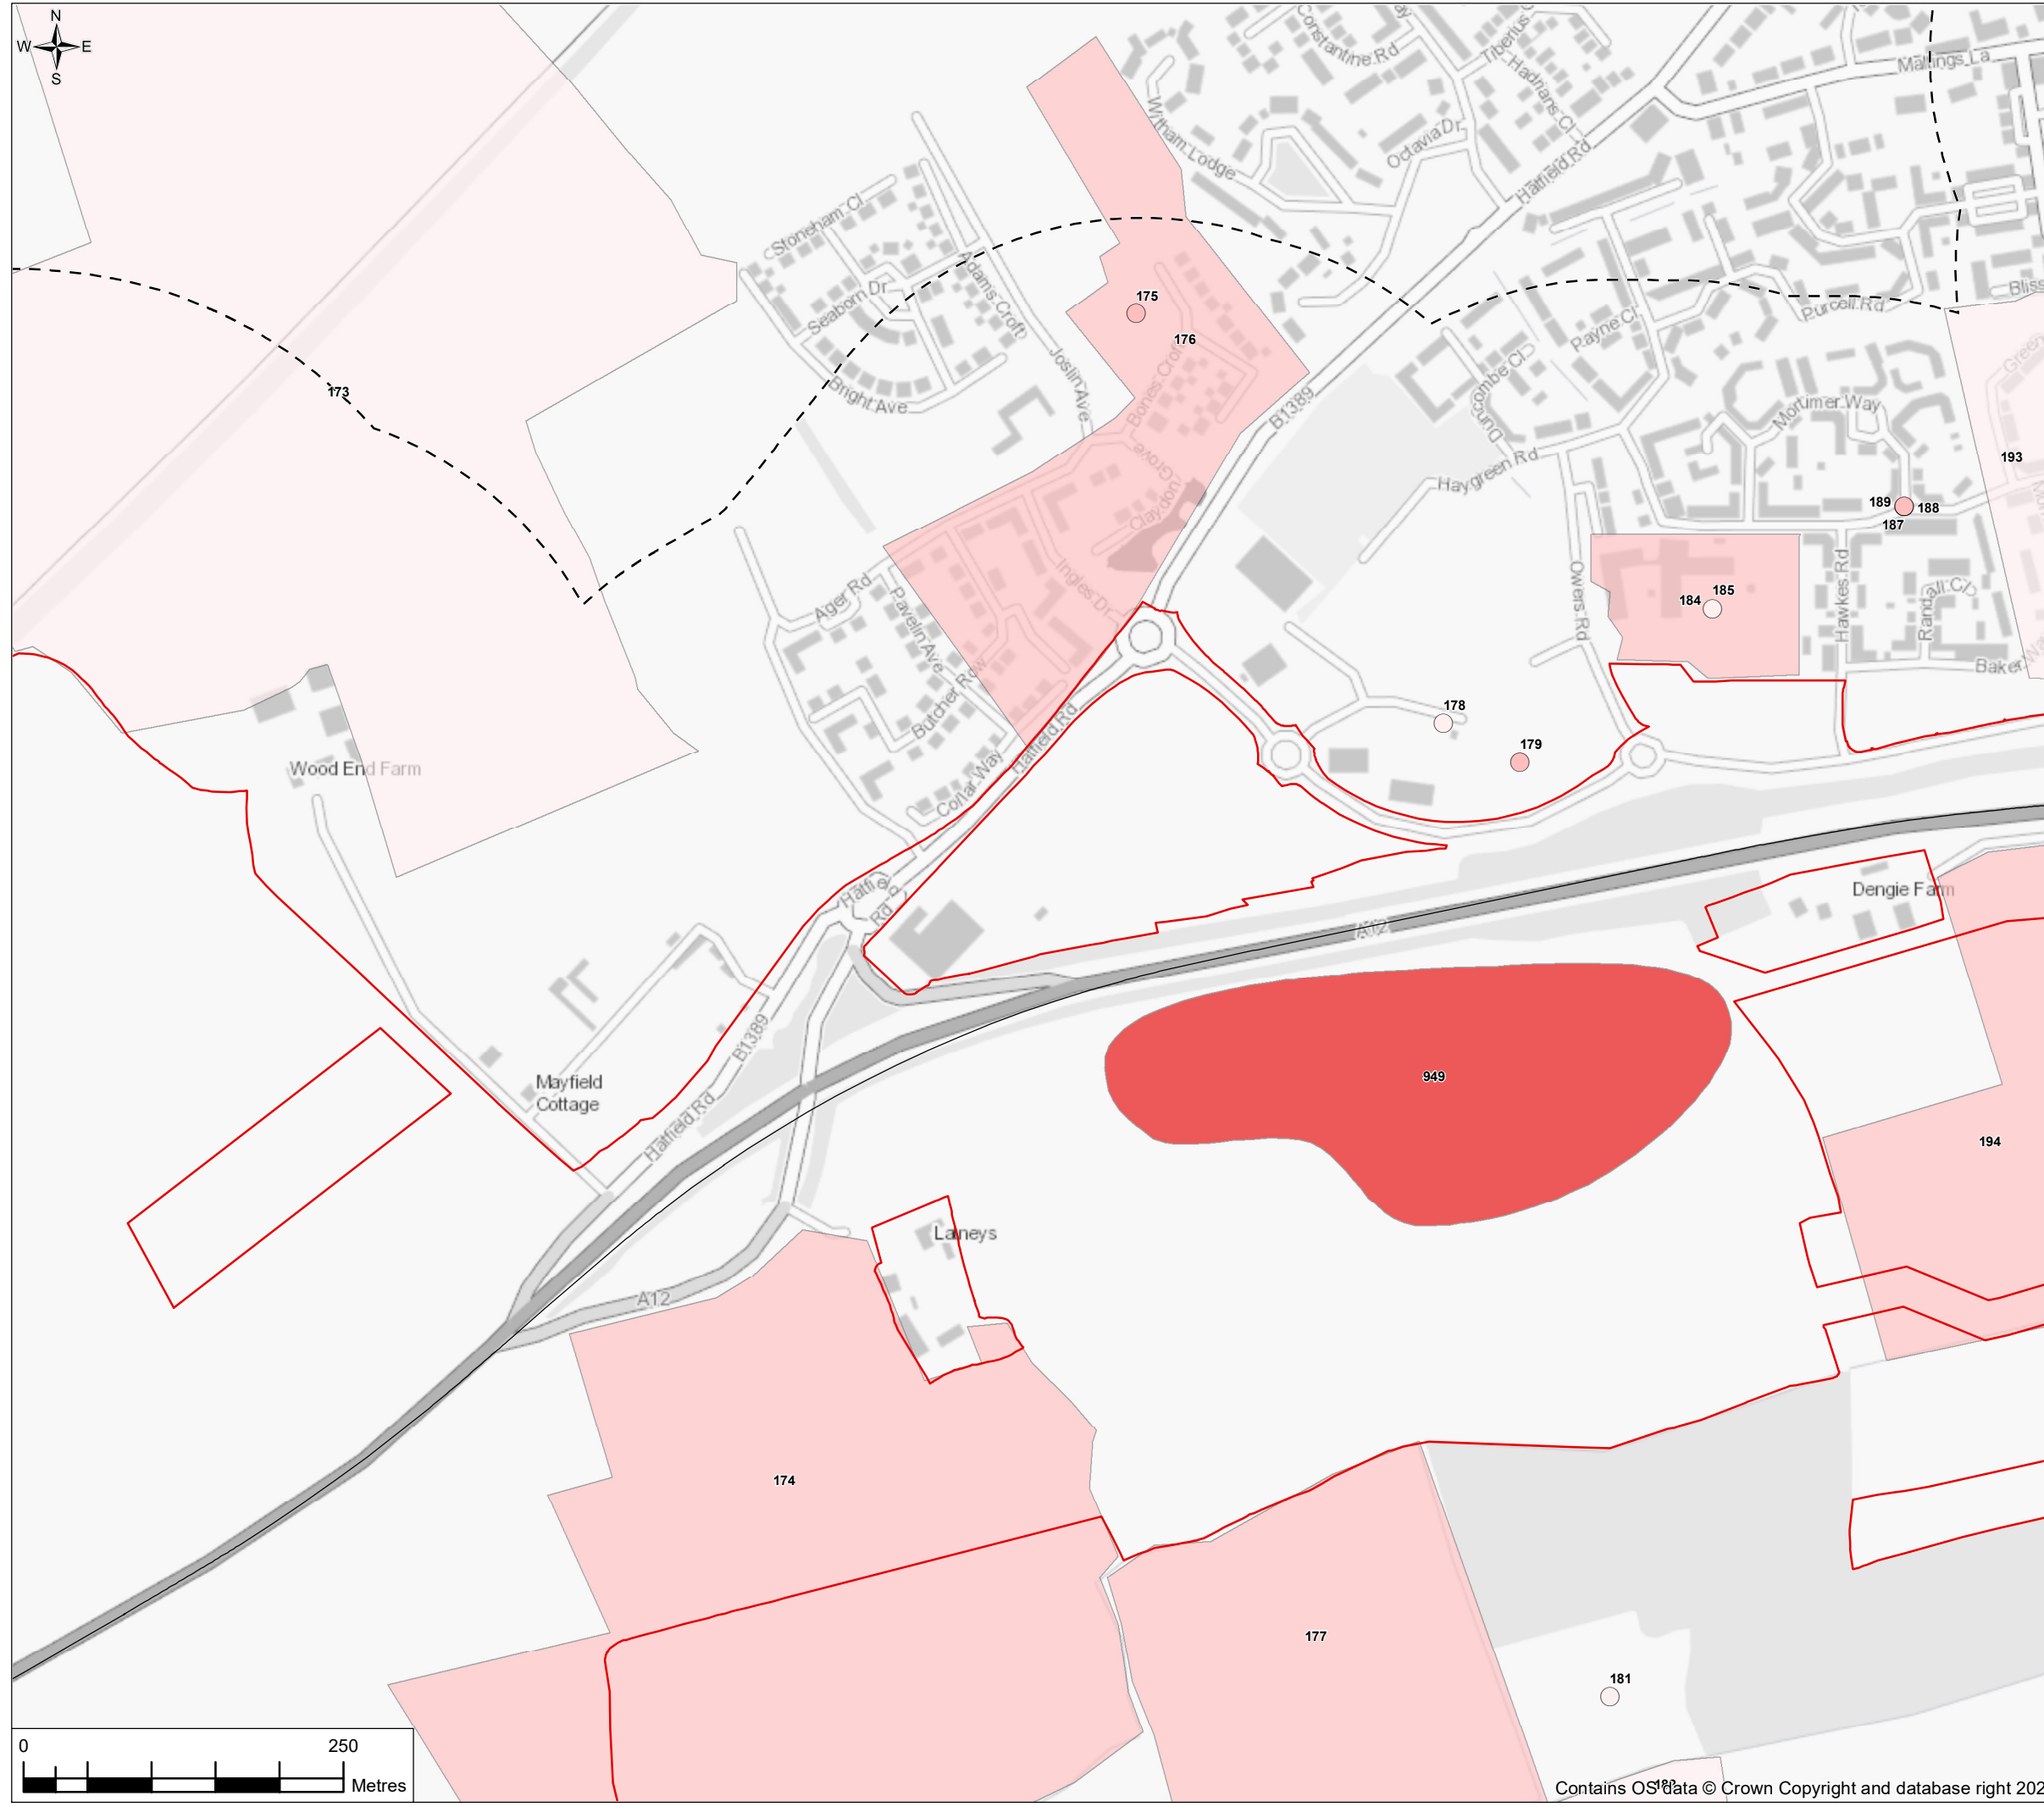 N
W E
S
Constantine Rd
Tiberius
Hadrians Cl
Maltings La
Witham Lodge
Octavia Dr
Hatfield Rd
Stoneham Cl
Seaborn Dr
Adams Croft
175
176
Payne Cl
Purcell Rd
Bliss
Green
173
Joslin Ave
Bright Ave
Bones Croft
B1389
Duncombe Cl
Mortimer Way
193
Claydon Grove
Haygreen Rd
189
188
187
Ingles Dr
Ager Rd
Pavelin Ave
Owers Rd
184
185
Hawkes Rd
Randall Cl
Baker
Butcher Row
Hatfield Rd
178
179
Wood End Farm
Collar Way
Hatfield
Rd
Dengie Farm
A12
B1389
949
Mayfield
Cottage
Hatfield Rd
194
Laineys
A12
174
177
181
0
250
Metres
Contains OS data © Crown Copyright and database right 202